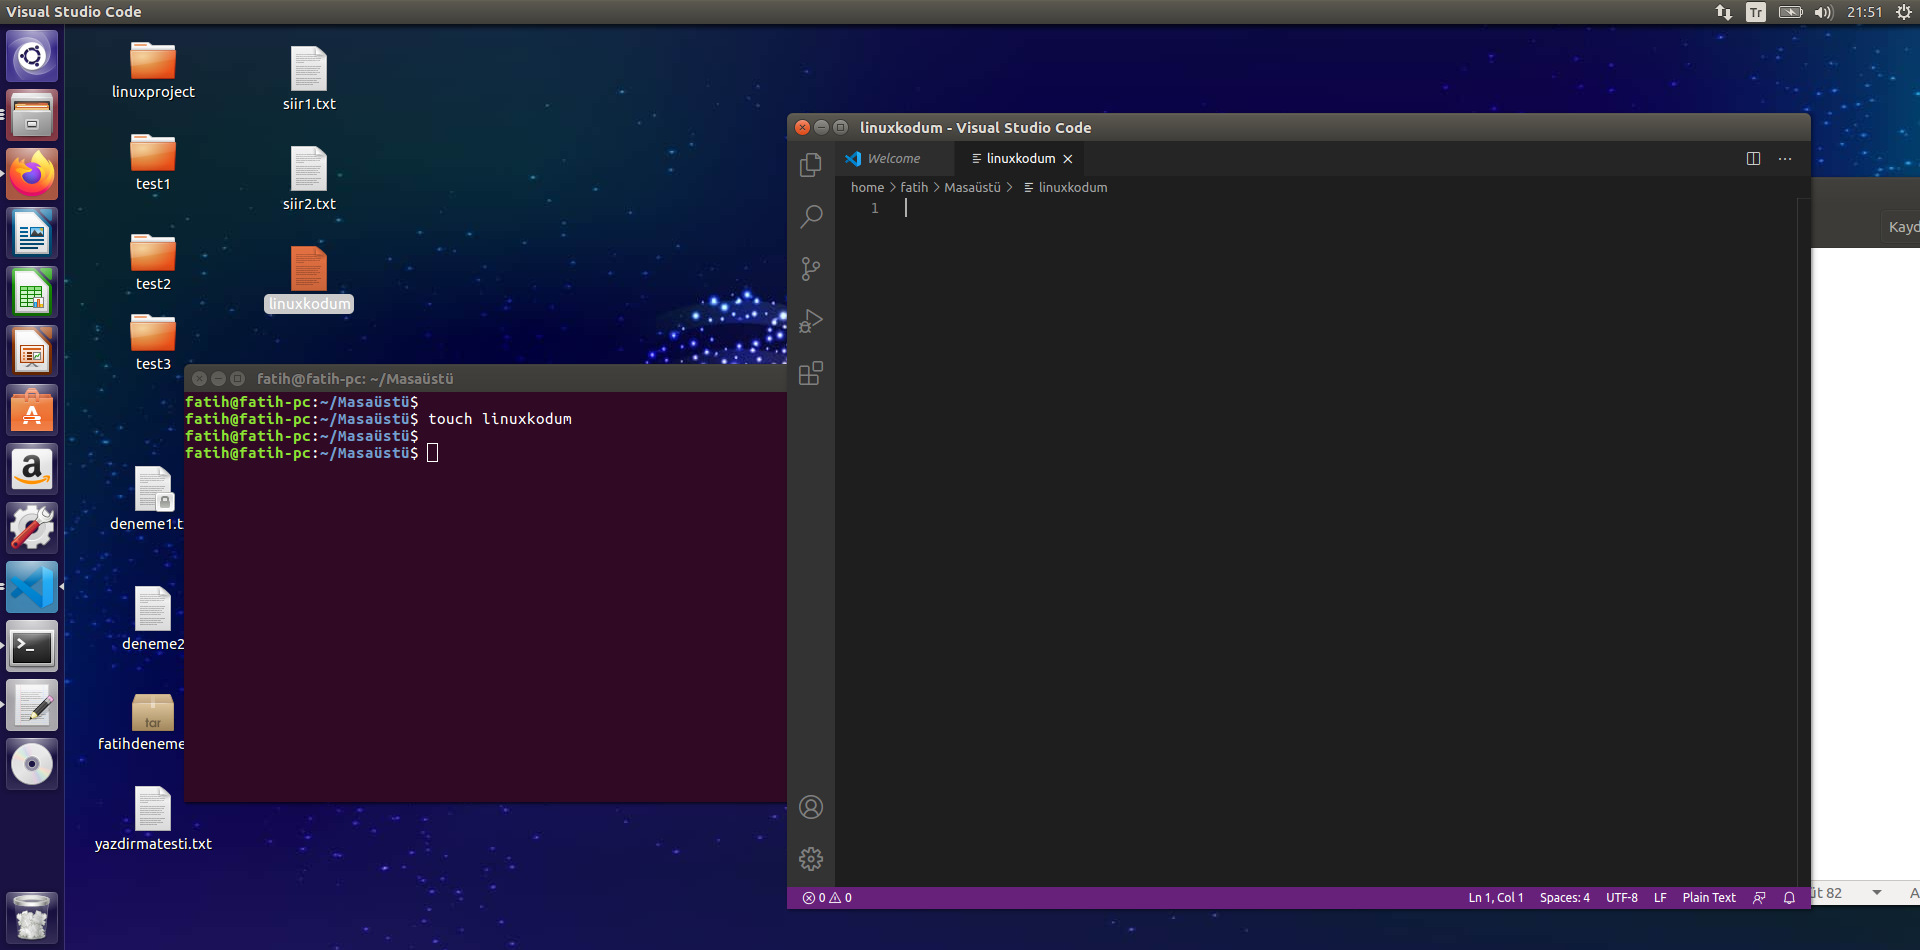 Visual Studio Code
Tr
21:51
linuxproject
siir1.txt
test1
siir2.txt
test2
linuxkodum
test3
deneme1.t
deneme2
tar
fatihdeneme
yazdirmatesti.txt
fatih@fatih-pc: ~/Masaüstü
fatih@fatih-pc:~/Masaüstü$
fatih@fatih-pc:~/Masaüstü$ touch linuxkodum
fatih@fatih-pc:~/Masaüstü$
fatih@fatih-pc:~/Masaüstü$
linuxkodum - Visual Studio Code
Welcome
linuxkodum
home > fatih > Masaüstü > linuxkodum
1
0 0
Ln 1, Col 1 Spaces: 4 UTF-8 LF Plain Text
Kayd
üt 82
A